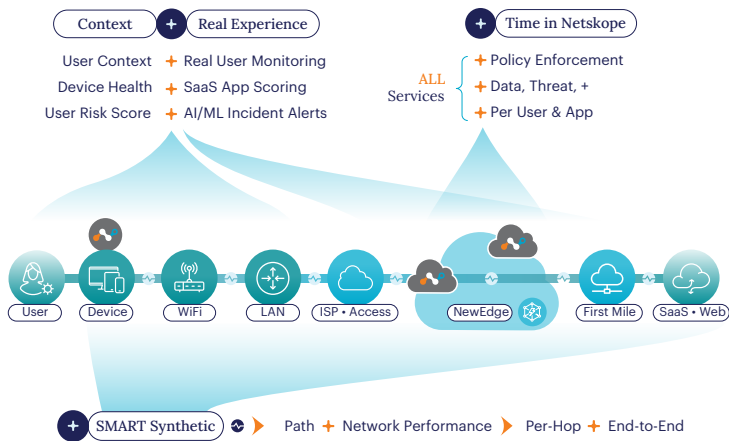 Context + Real Experience
User Context + Real User Monitoring
Device Health + SaaS App Scoring
User Risk Score + AI/ML Incident Alerts
+ Time in Netskope
ALL Services
+ Policy Enforcement
+ Data, Threat, +
+ Per User & App
User
Device
WiFi
LAN
ISP • Access
NewEdge
First Mile
SaaS • Web
+ SMART Synthetic Path + Network Performance Per-Hop + End-to-End